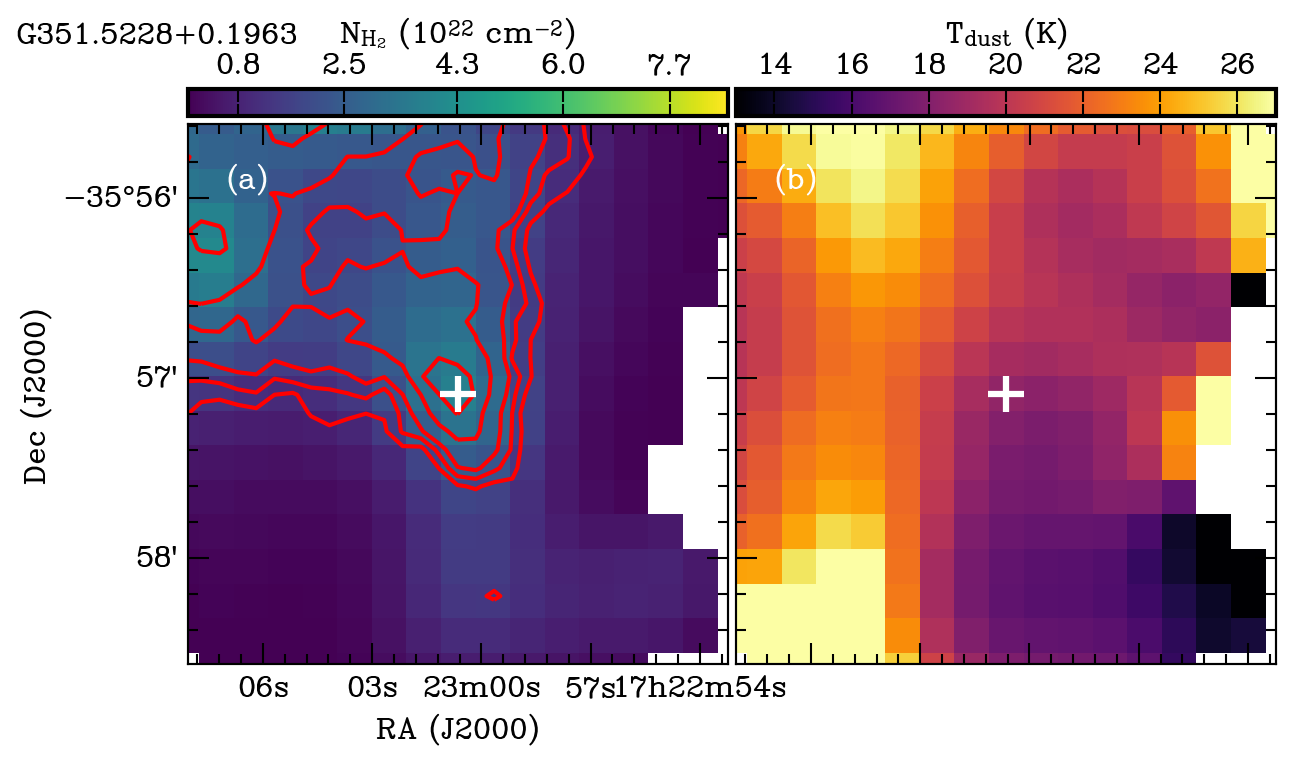 G351.5228+0.1963 N_H₂ (10²² cm⁻²) T_dust (K)
0.8 2.5 4.3 6.0 7.7 14 16 18 20 22 24 26
(a) (b)
−35°56'
57'
58'
Dec (J2000)
06s 03s 23m00s 57s 17h22m54s
RA (J2000)